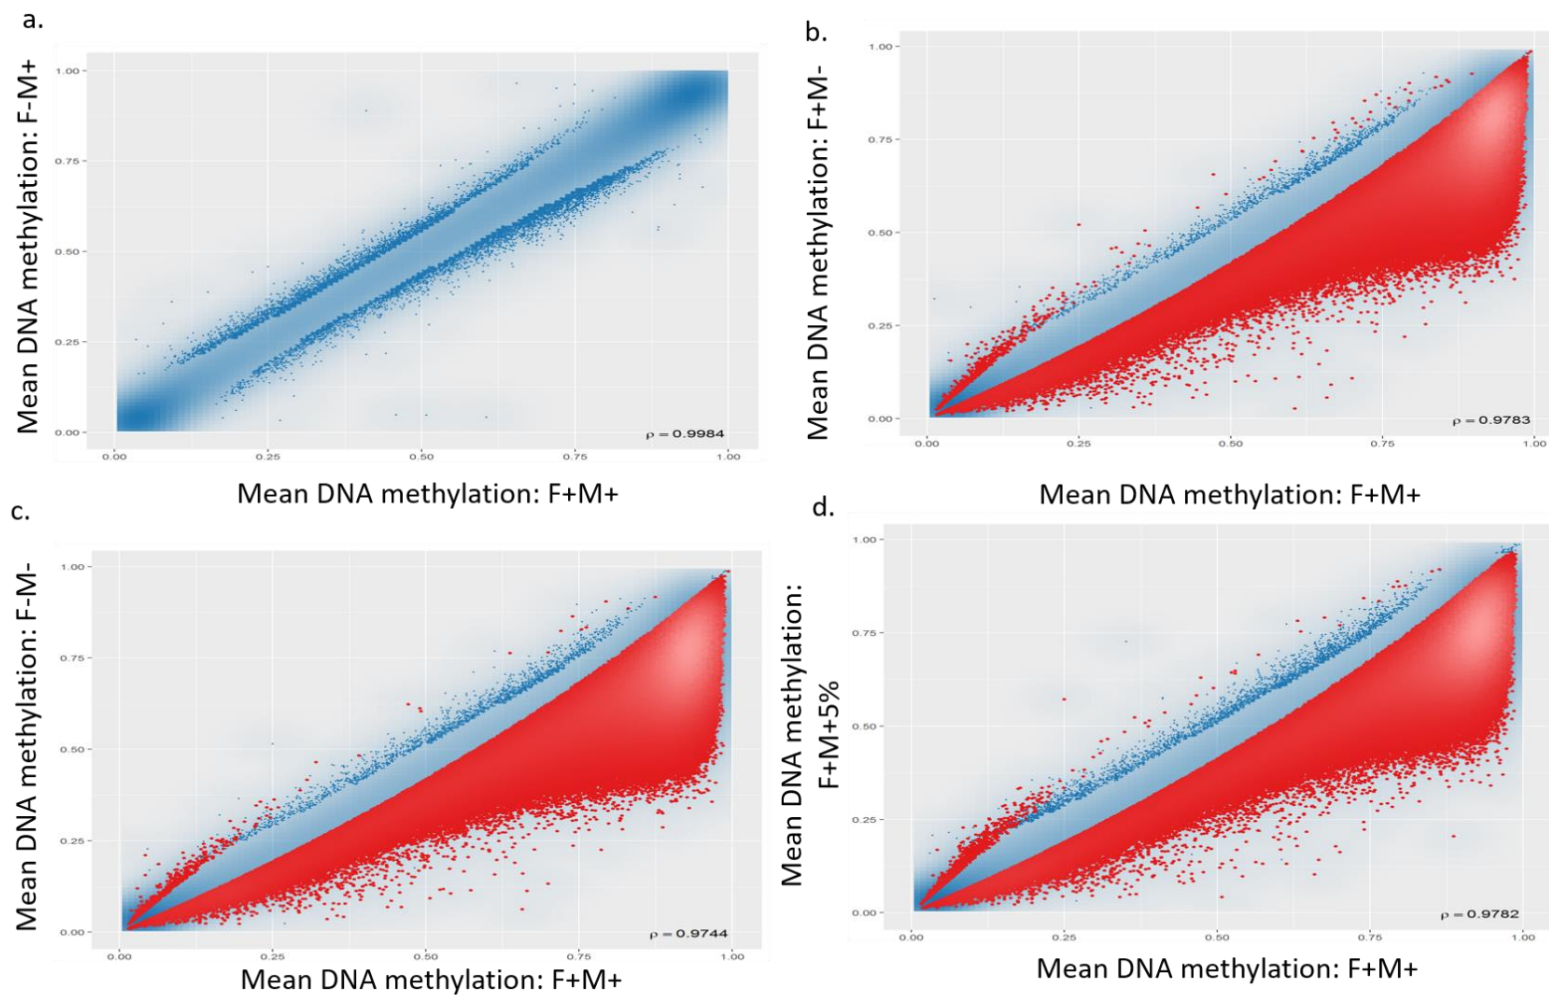 a.
Mean DNA methylation: F-M+
1.00
0.75
0.50
0.25
0.00
ρ = 0.9984
0.00 0.25 0.50 0.75 1.00
Mean DNA methylation: F+M+
b.
Mean DNA methylation: F+M-
1.00
0.75
0.50
0.25
0.00
ρ = 0.9783
0.00 0.25 0.50 0.75 1.00
Mean DNA methylation: F+M+
c.
Mean DNA methylation: F-M-
1.00
0.75
0.50
0.25
0.00
ρ = 0.9744
0.00 0.25 0.50 0.75 1.00
Mean DNA methylation: F+M+
d.
Mean DNA methylation:
F+M+5%
1.00
0.75
0.50
0.25
0.00
ρ = 0.9782
0.00 0.25 0.50 0.75 1.00
Mean DNA methylation: F+M+